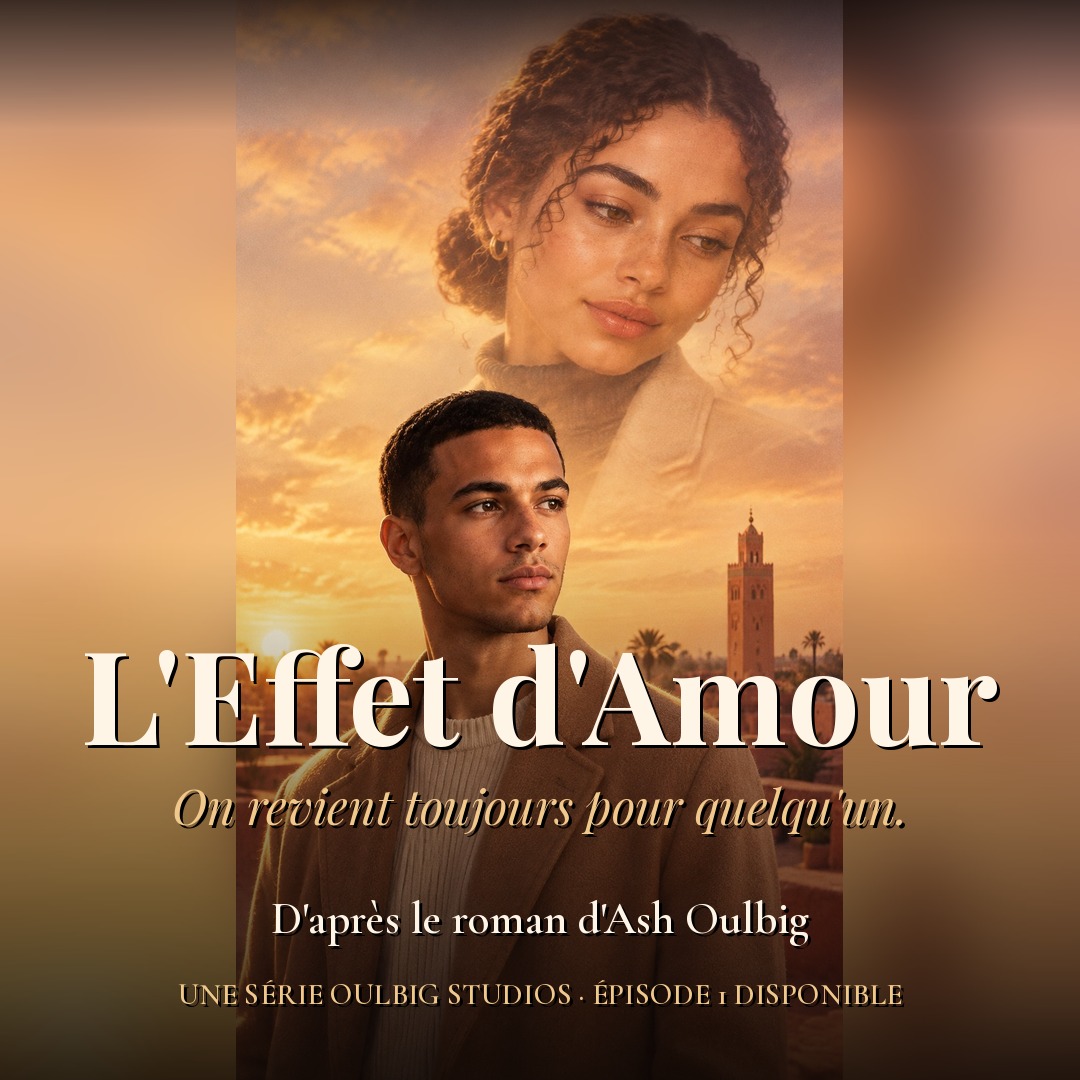 L'Effet d'Amour
On revient toujours pour quelqu'un.
D'après le roman d'Ash Oulbig
UNE SÉRIE OULBIG STUDIOS · ÉPISODE 1 DISPONIBLE